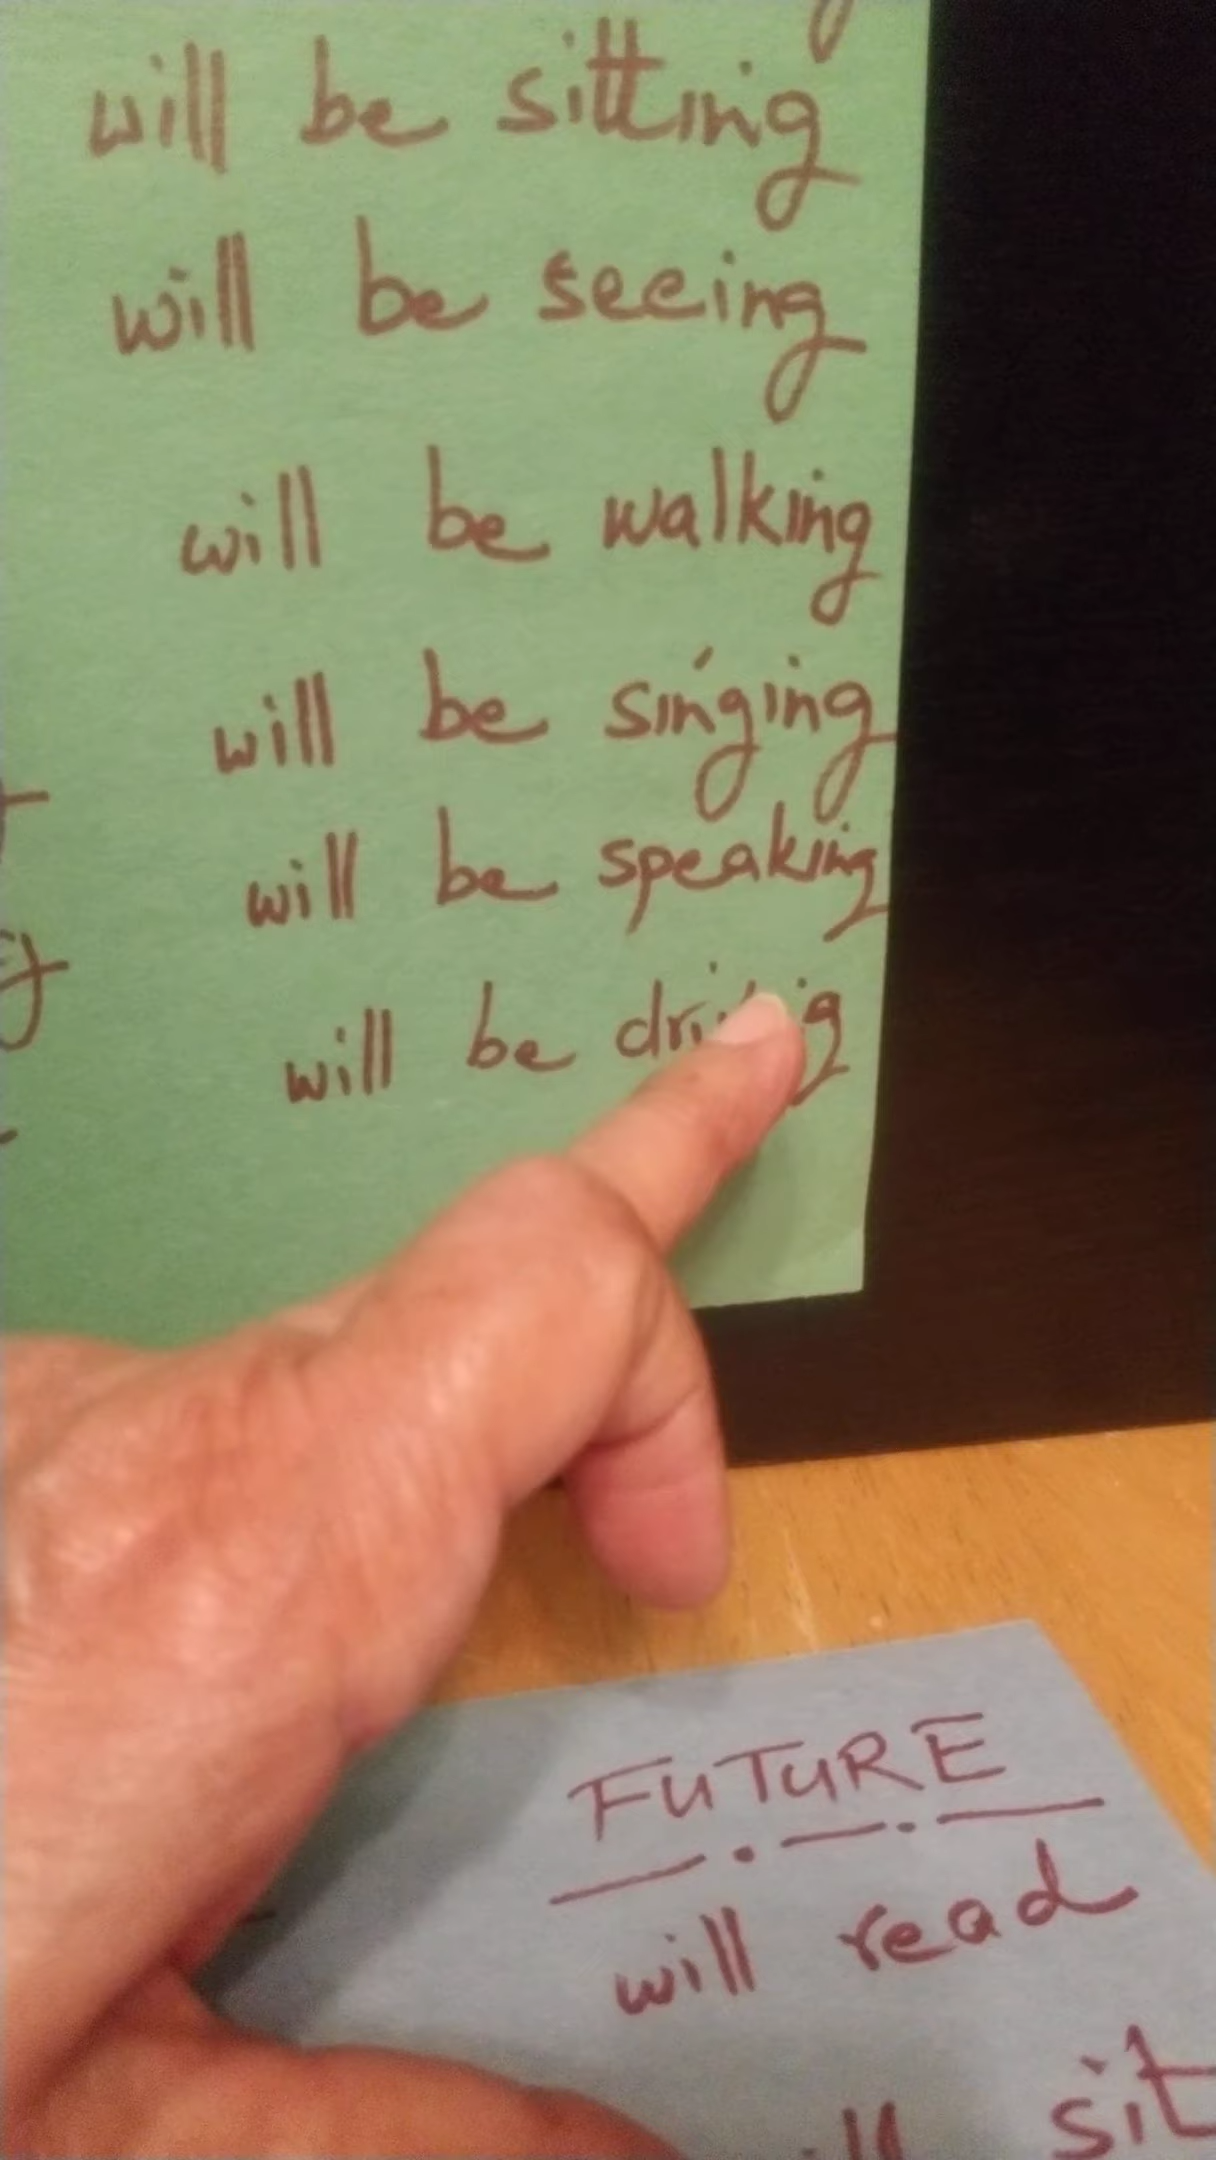 will be sitting
will be seeing
will be walking
will be singing
will be speaking
will be
FUTURE
will read
sit